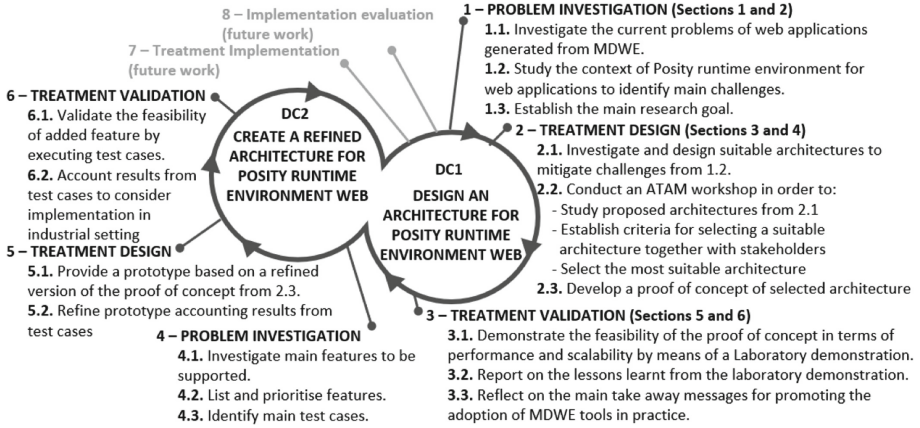 8 – Implementation evaluation
(future work)
7 – Treatment Implementation
(future work)
1 – PROBLEM INVESTIGATION (Sections 1 and 2)
1.1. Investigate the current problems of web applications
generated from MDWE.
1.2. Study the context of Posity runtime environment for
web applications to identify main challenges.
1.3. Establish the main research goal.
2 – TREATMENT DESIGN (Sections 3 and 4)
2.1. Investigate and design suitable architectures to
mitigate challenges from 1.2.
2.2. Conduct an ATAM workshop in order to:
- Study proposed architectures from 2.1
- Establish criteria for selecting a suitable
architecture together with stakeholders
- Select the most suitable architecture
2.3. Develop a proof of concept of selected architecture
DC1
DESIGN AN
ARCHITECTURE FOR
POSITY RUNTIME
ENVIRONMENT WEB
3 – TREATMENT VALIDATION (Sections 5 and 6)
3.1. Demonstrate the feasibility of the proof of concept in terms of
performance and scalability by means of a Laboratory demonstration.
3.2. Report on the lessons learnt from the laboratory demonstration.
3.3. Reflect on the main take away messages for promoting the
adoption of MDWE tools in practice.
DC2
CREATE A REFINED
ARCHITECTURE FOR
POSITY RUNTIME
ENVIRONMENT WEB
4 – PROBLEM INVESTIGATION
4.1. Investigate main features to be
supported.
4.2. List and prioritise features.
4.3. Identify main test cases.
5 – TREATMENT DESIGN
5.1. Provide a prototype based on a refined
version of the proof of concept from 2.3.
5.2. Refine prototype accounting results from
test cases
6 – TREATMENT VALIDATION
6.1. Validate the feasibility
of added feature by
executing test cases.
6.2. Account results from
test cases to consider
implementation in
industrial setting